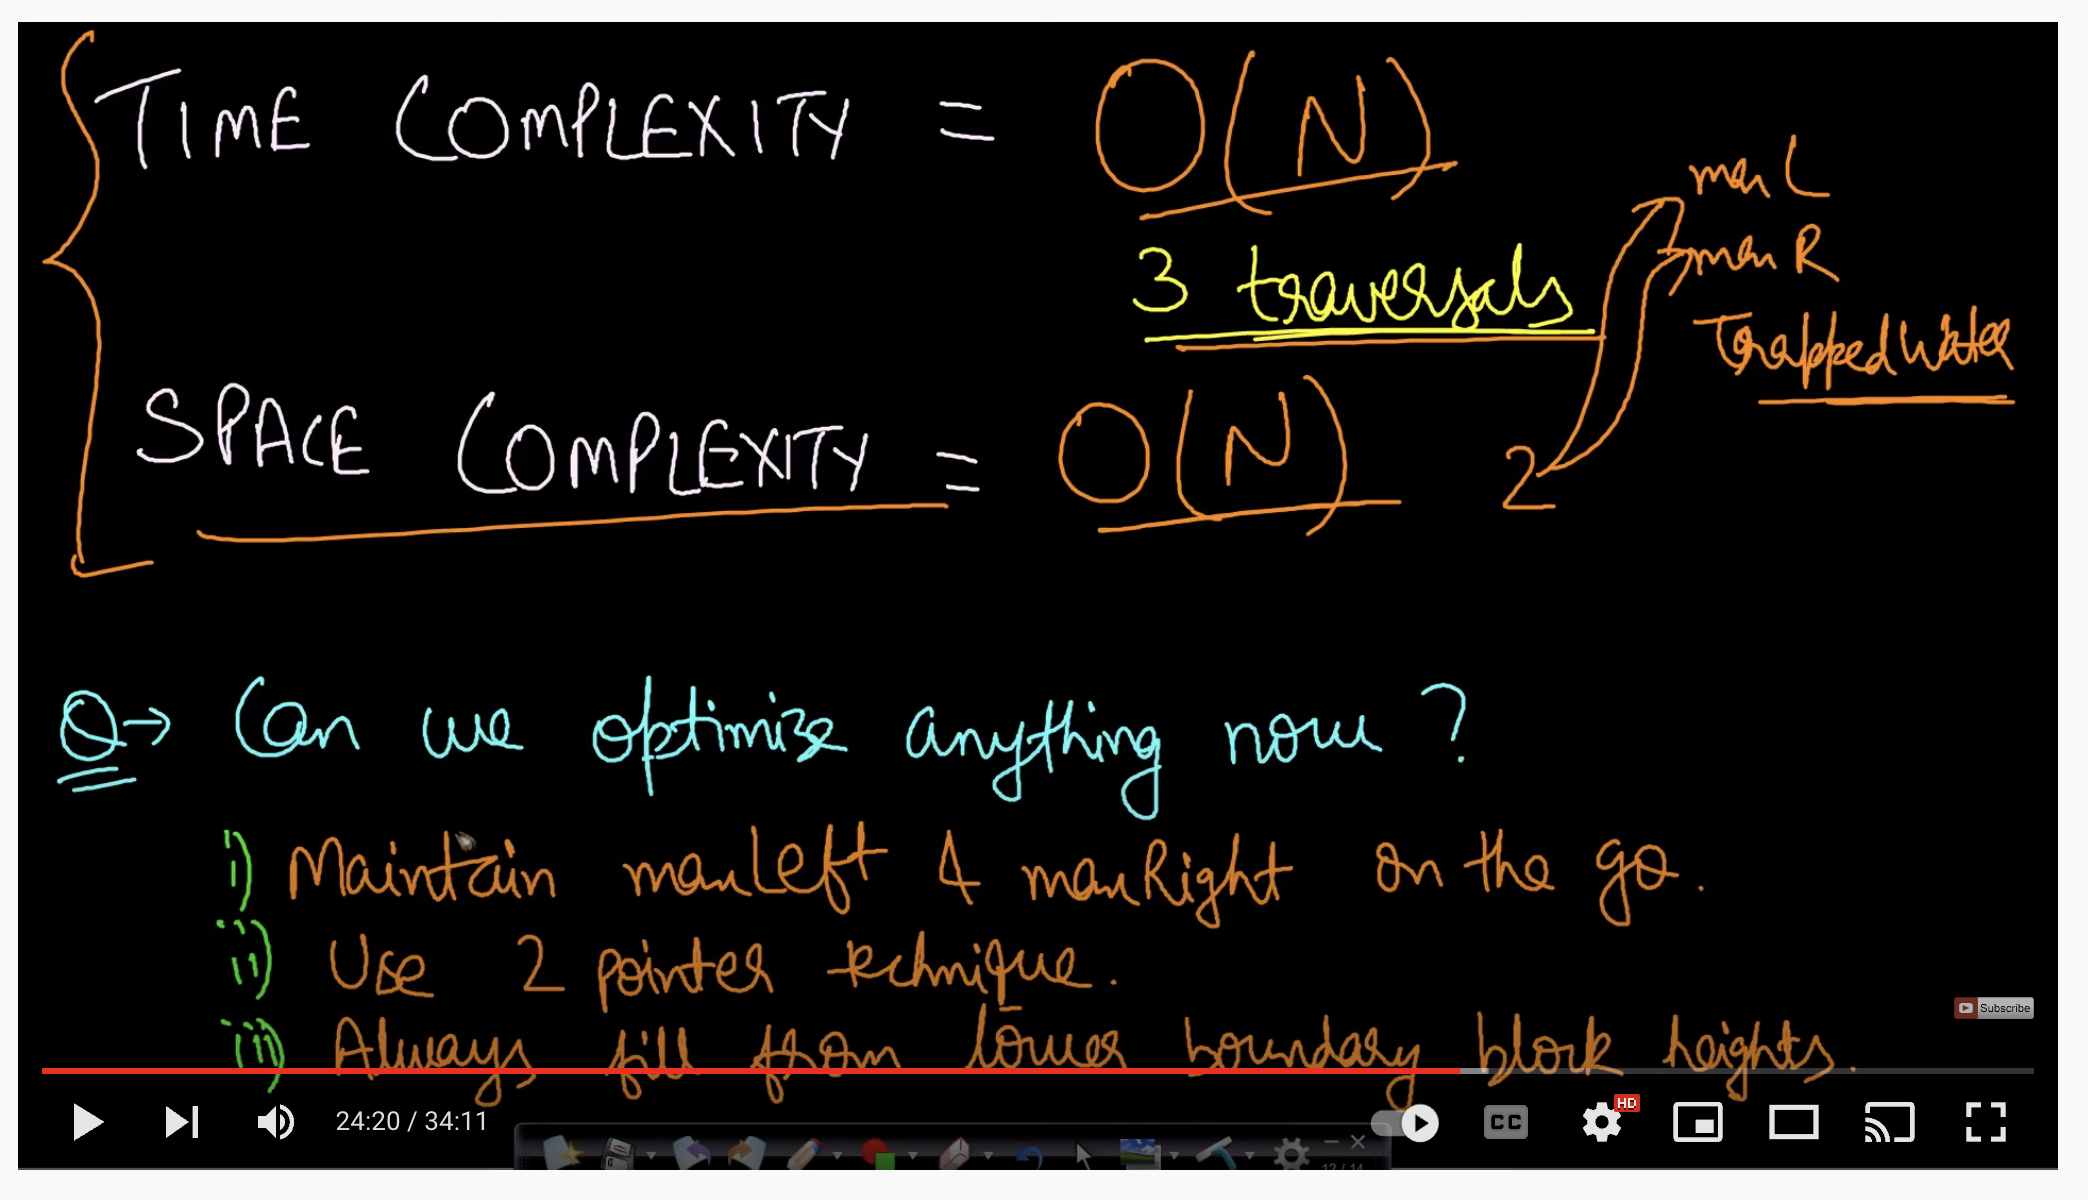 TIME COMPLEXITY = O(N)
maxL
3 traversals
maxR
TrappedWater
SPACE COMPLEXITY = O(N) 2
Q→ Can we optimize anything now?
i) Maintain maxLeft & maxRight on the go.
ii) Use 2 pointer technique.
iii) Always fill from lower boundary block heights.
Subscribe
24:20 / 34:11
CC
HD